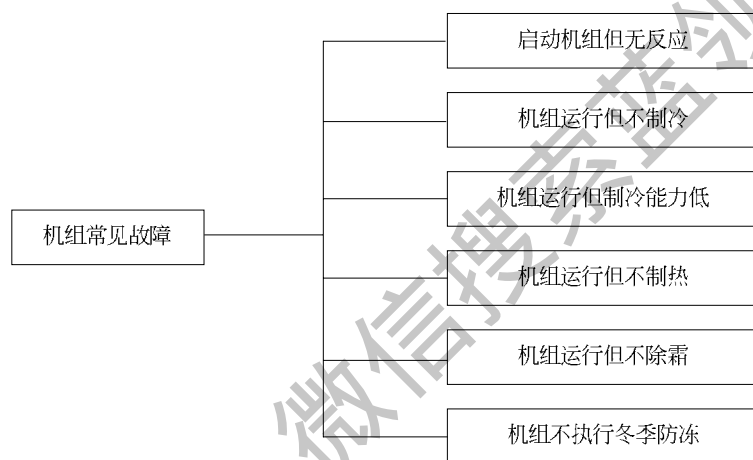 启动机组但无反应
机组运行但不制冷
机组运行但制冷能力低
机组常见故障
机组运行但不制热
机组运行但不除霜
机组不执行冬季防冻
微信搜索蓝领